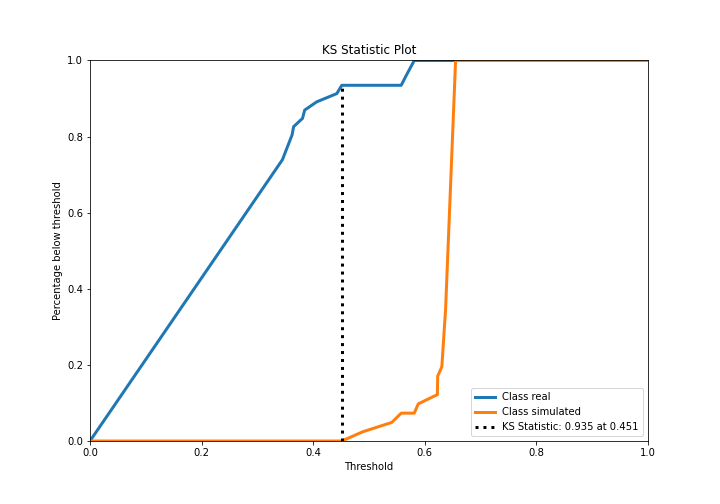 KS Statistic Plot
1.0
0.8
0.6
0.4
0.2
0.0
Percentage below threshold
0.0 0.2 0.4 0.6 0.8 1.0
Threshold
Class real
Class simulated
KS Statistic: 0.935 at 0.451